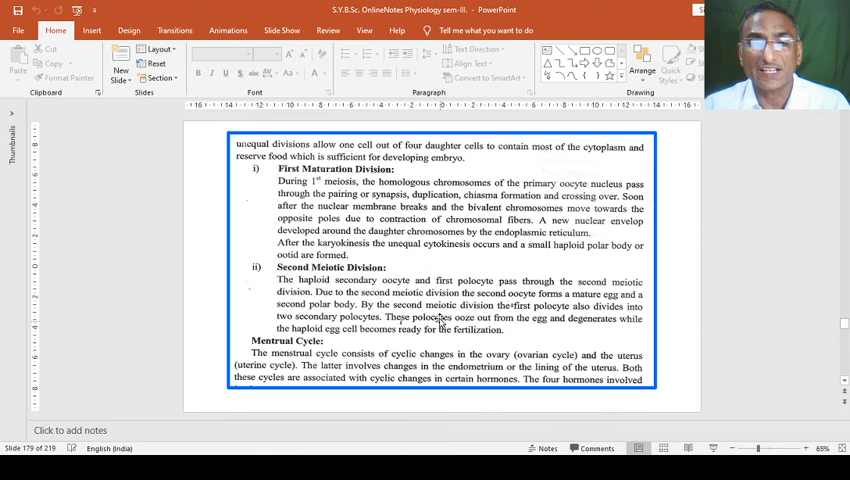 S.Y.B.Sc. OnlineNotes Physiology sem-III. - PowerPoint
File Home Insert Design Transitions Animations Slide Show Review View Help Tell me what you want to do
Paste
Cut
Copy
Format Painter
Clipboard
New Slide
Layout
Reset
Section
Slides
B I U S
Font
Paragraph
Text Direction
Align Text
Convert to SmartArt
Arrange
Quick Styles
Drawing
Thumbnails
unequal divisions allow one cell out of four daughter cells to contain most of the cytoplasm and
reserve food which is sufficient for developing embryo.
i) First Maturation Division:
During 1st meiosis, the homologous chromosomes of the primary oocyte nucleus pass
through the pairing or synapsis, duplication, chiasma formation and crossing over. Soon
after the nuclear membrane breaks and the bivalent chromosomes move towards the
opposite poles due to contraction of chromosomal fibers. A new nuclear envelop
developed around the daughter chromosomes by the endoplasmic reticulum.
After the karyokinesis the unequal cytokinesis occurs and a small haploid polar body or
ootid are formed.
ii) Second Meiotic Division:
The haploid secondary oocyte and first polocyte pass through the second meiotic
division. Due to the second meiotic division the second oocyte forms a mature egg and a
second polar body. By the second meiotic division the first polocyte also divides into
two secondary polocytes. These polocytes ooze out from the egg and degenerates while
the haploid egg cell becomes ready for the fertilization.
Mentrual Cycle:
The menstrual cycle consists of cyclic changes in the ovary (ovarian cycle) and the uterus
(uterine cycle). The latter involves changes in the endometrium or the lining of the uterus. Both
these cycles are associated with cyclic changes in certain hormones. The four hormones involved
Click to add notes
Slide 179 of 219 English (India) Notes Comments 65%